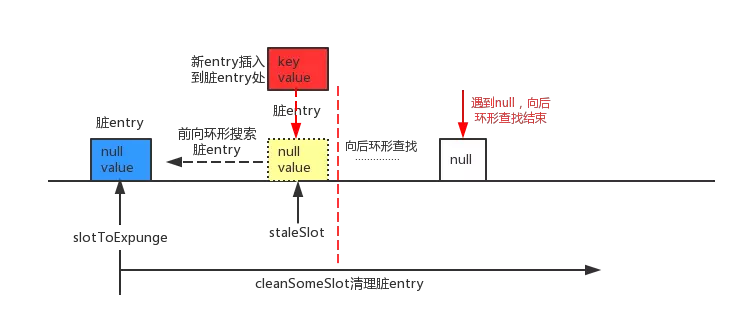 新entry插入
到脏entry处
key
value
脏entry
脏entry
前向环形搜索
脏entry
null
value
null
value
向后环形查找
..............
遇到null，向后
环形查找结束
null
slotToExpunge
staleSlot
cleanSomeSlot清理脏entry